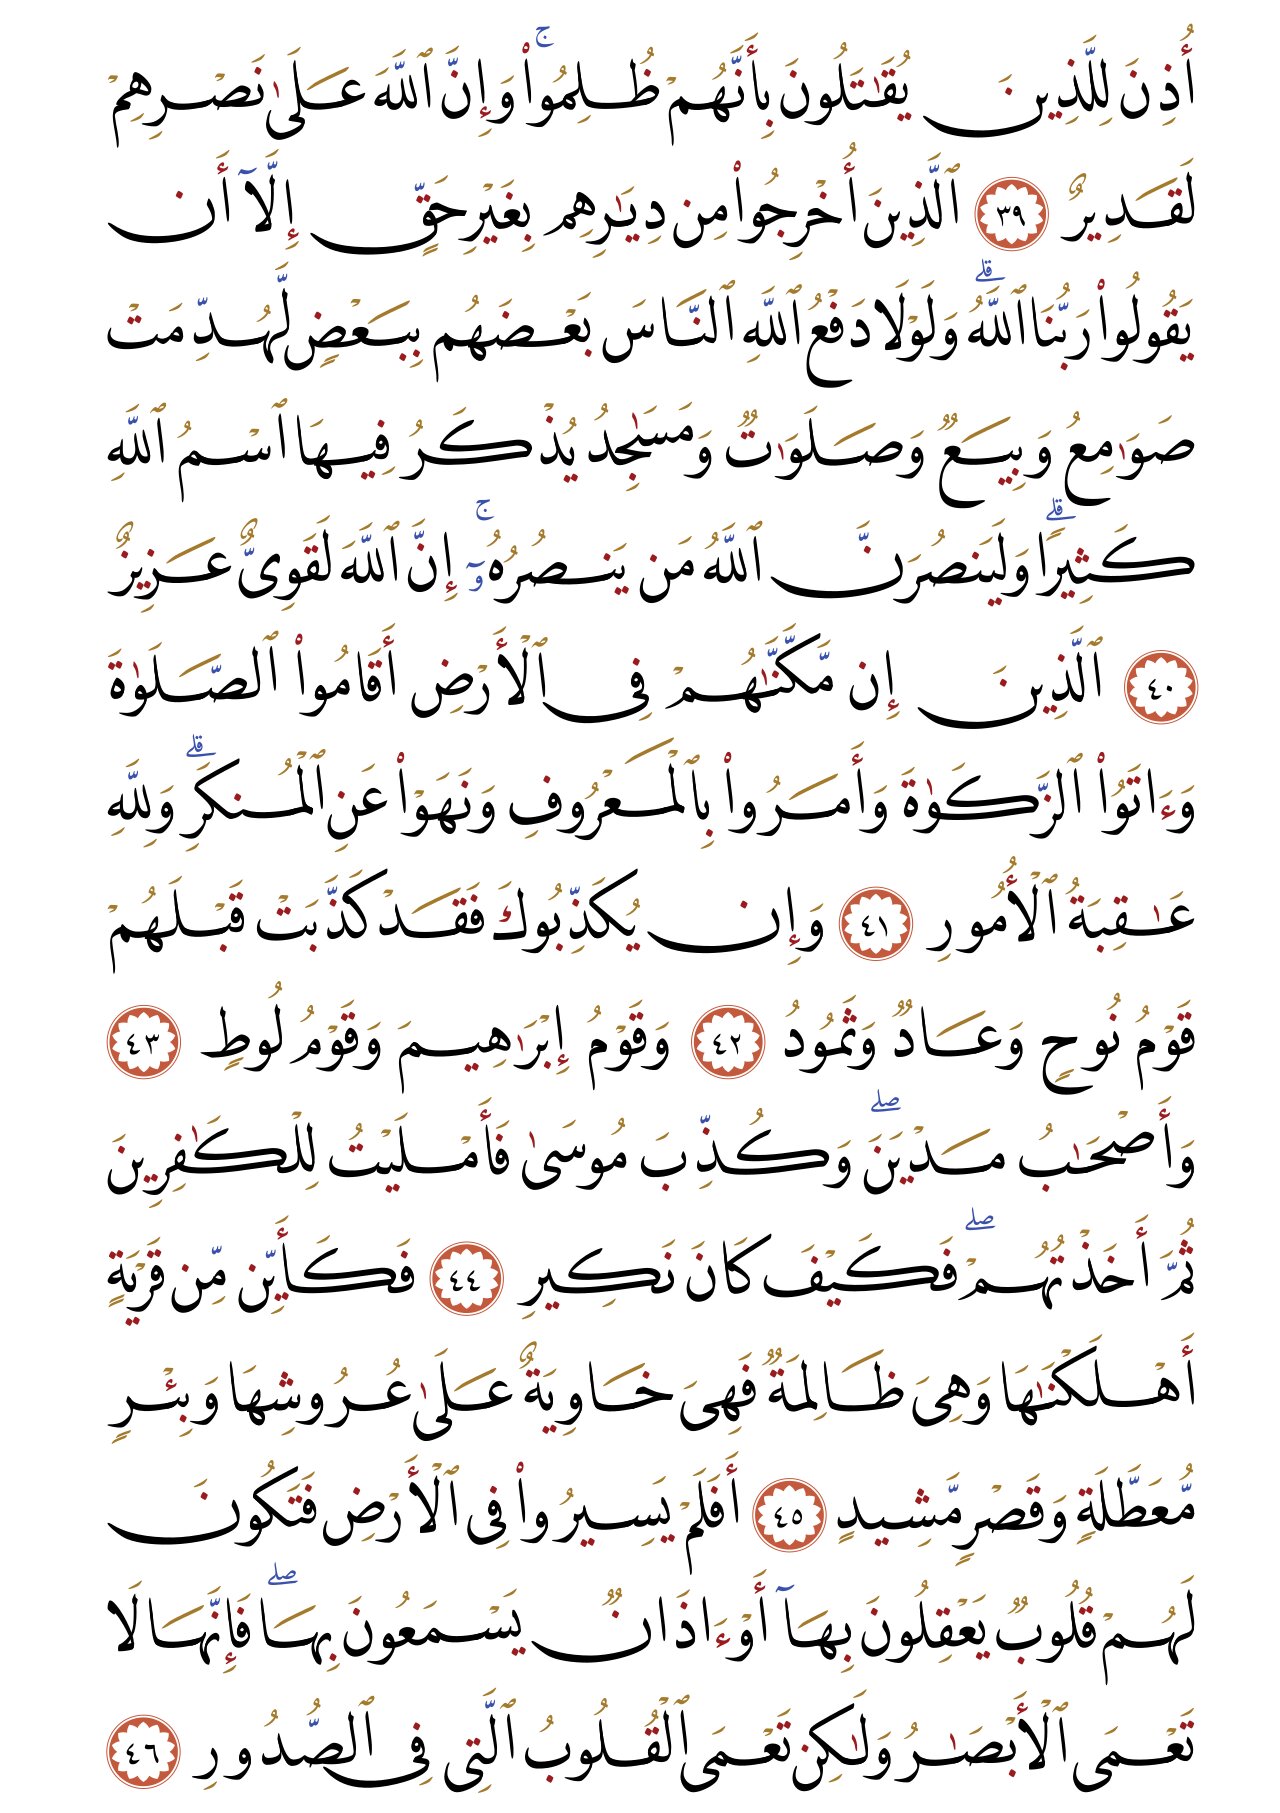 أُذِنَ لِلَّذِينَ يُقَٰتَلُونَ بِأَنَّهُمْ ظُلِمُوا۟ ۚ وَإِنَّ ٱللَّهَ عَلَىٰ نَصْرِهِمْ
لَقَدِيرٌ ٣٩ ٱلَّذِينَ أُخْرِجُوا۟ مِن دِيَٰرِهِم بِغَيْرِ حَقٍّ إِلَّآ أَن
يَقُولُوا۟ رَبُّنَا ٱللَّهُ ۗ وَلَوْلَا دَفْعُ ٱللَّهِ ٱلنَّاسَ بَعْضَهُم بِبَعْضٍ لَّهُدِّمَتْ
صَوَٰمِعُ وَبِيَعٌ وَصَلَوَٰتٌ وَمَسَٰجِدُ يُذْكَرُ فِيهَا ٱسْمُ ٱللَّهِ
كَثِيرًا ۗ وَلَيَنصُرَنَّ ٱللَّهُ مَن يَنصُرُهُۥٓ ۚ إِنَّ ٱللَّهَ لَقَوِىٌّ عَزِيزٌ
٤٠ ٱلَّذِينَ إِن مَّكَّنَّٰهُمْ فِى ٱلْأَرْضِ أَقَامُوا۟ ٱلصَّلَوٰةَ
وَءَاتَوُا۟ ٱلزَّكَوٰةَ وَأَمَرُوا۟ بِٱلْمَعْرُوفِ وَنَهَوْا۟ عَنِ ٱلْمُنكَرِ ۗ وَلِلَّهِ
عَٰقِبَةُ ٱلْأُمُورِ ٤١ وَإِن يُكَذِّبُوكَ فَقَدْ كَذَّبَتْ قَبْلَهُمْ
قَوْمُ نُوحٍ وَعَادٌ وَثَمُودُ ٤٢ وَقَوْمُ إِبْرَٰهِيمَ وَقَوْمُ لُوطٍ ٤٣
وَأَصْحَٰبُ مَدْيَنَ ۖ وَكُذِّبَ مُوسَىٰ فَأَمْلَيْتُ لِلْكَٰفِرِينَ
ثُمَّ أَخَذْتُهُمْ ۖ فَكَيْفَ كَانَ نَكِيرِ ٤٤ فَكَأَيِّن مِّن قَرْيَةٍ
أَهْلَكْنَٰهَا وَهِىَ ظَالِمَةٌ فَهِىَ خَاوِيَةٌ عَلَىٰ عُرُوشِهَا وَبِئْرٍ
مُّعَطَّلَةٍ وَقَصْرٍ مَّشِيدٍ ٤٥ أَفَلَمْ يَسِيرُوا۟ فِى ٱلْأَرْضِ فَتَكُونَ
لَهُمْ قُلُوبٌ يَعْقِلُونَ بِهَآ أَوْ ءَاذَانٌ يَسْمَعُونَ بِهَا ۖ فَإِنَّهَا لَا
تَعْمَى ٱلْأَبْصَٰرُ وَلَٰكِن تَعْمَى ٱلْقُلُوبُ ٱلَّتِى فِى ٱلصُّدُورِ ٤٦